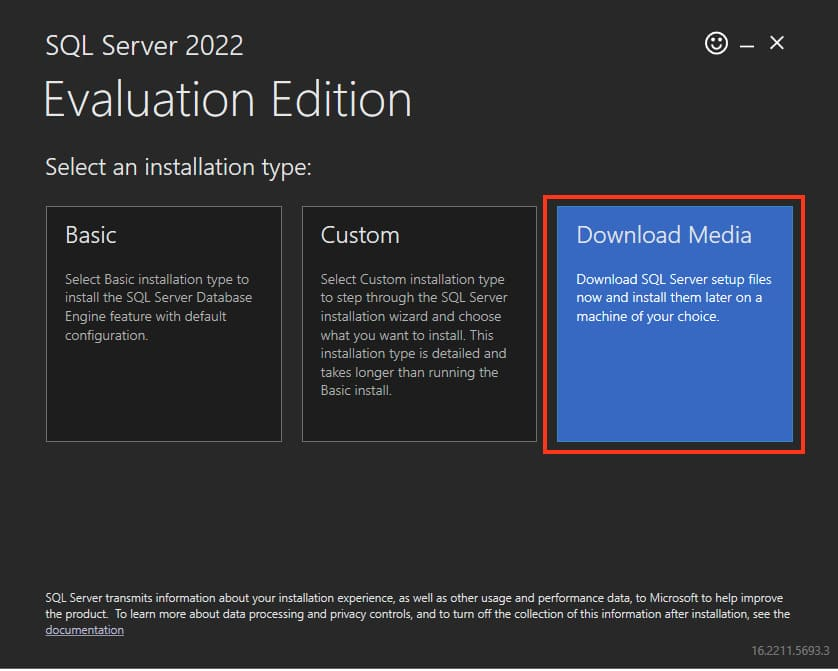 SQL Server 2022
Evaluation Edition
Select an installation type:
Basic
Select Basic installation type to
install the SQL Server Database
Engine feature with default
configuration.
Custom
Select Custom installation type
to step through the SQL Server
installation wizard and choose
what you want to install. This
installation type is detailed and
takes longer than running the
Basic install.
Download Media
Download SQL Server setup files
now and install them later on a
machine of your choice.
SQL Server transmits information about your installation experience, as well as other usage and performance data, to Microsoft to help improve
the product.  To learn more about data processing and privacy controls, and to turn off the collection of this information after installation, see the
documentation
16.2211.5693.3